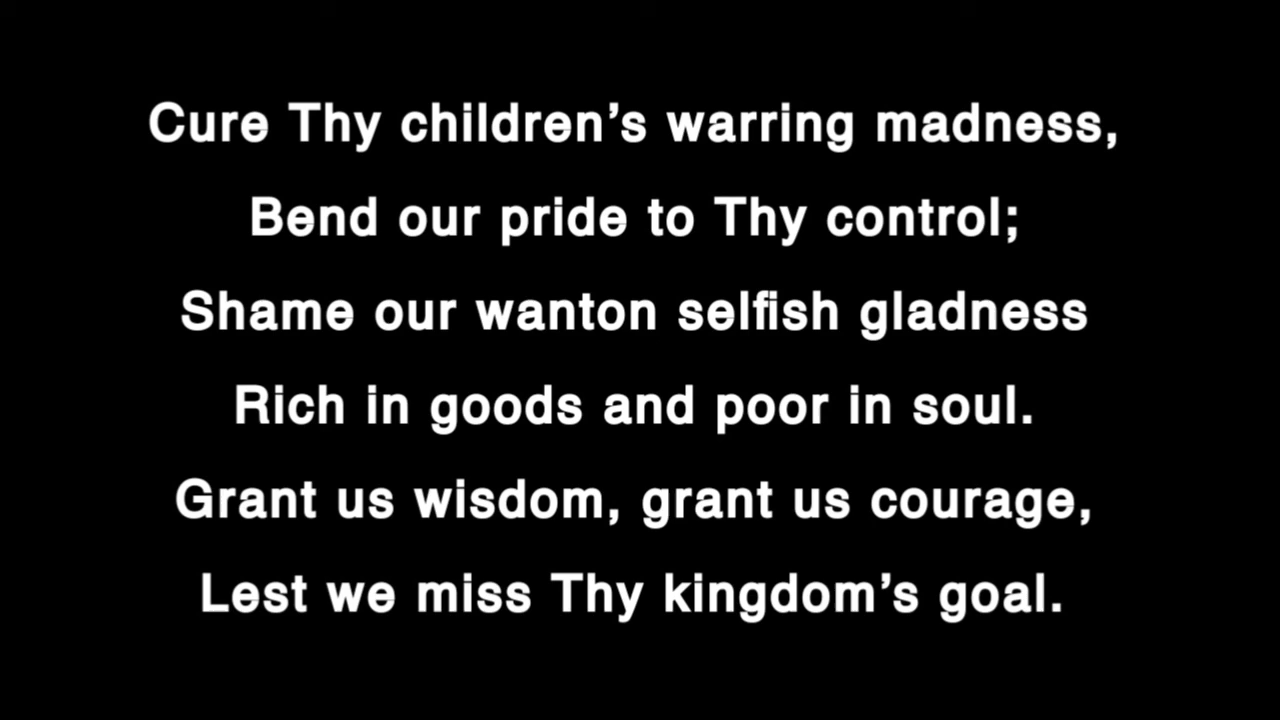 Cure Thy children’s warring madness,
Bend our pride to Thy control;
Shame our wanton selfish gladness
Rich in goods and poor in soul.
Grant us wisdom, grant us courage,
Lest we miss Thy kingdom’s goal.